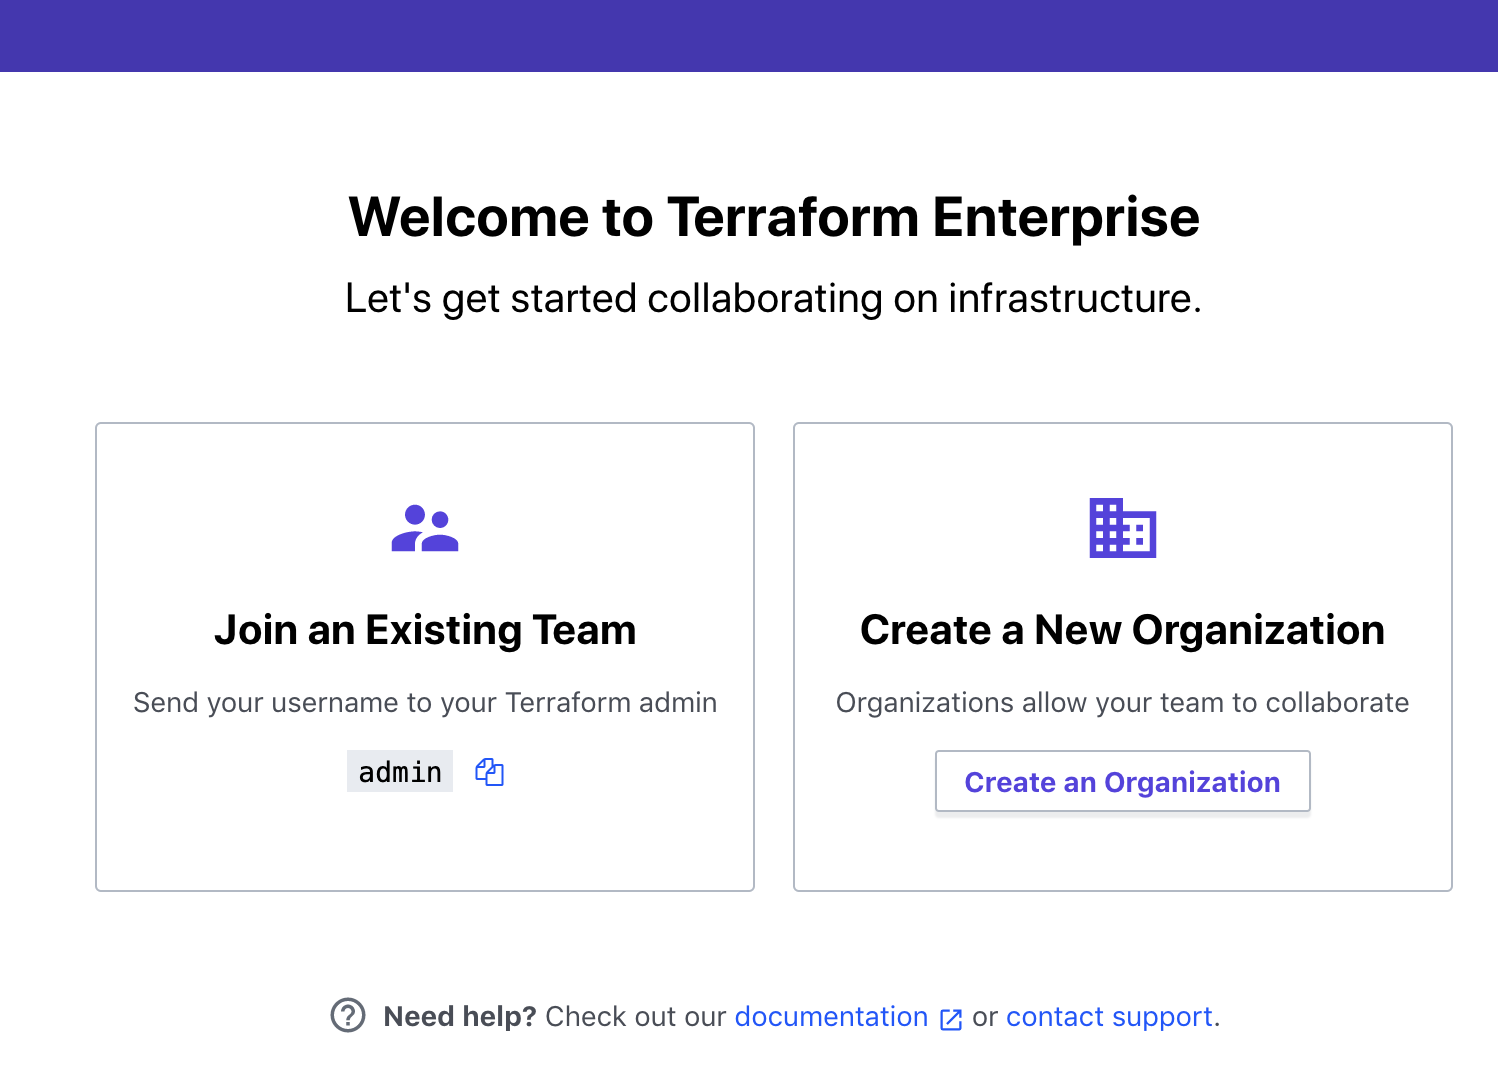 Welcome to Terraform Enterprise
Let's get started collaborating on infrastructure.
Join an Existing Team
Send your username to your Terraform admin
admin
Create a New Organization
Organizations allow your team to collaborate
Create an Organization
Need help? Check out our documentation or contact support.